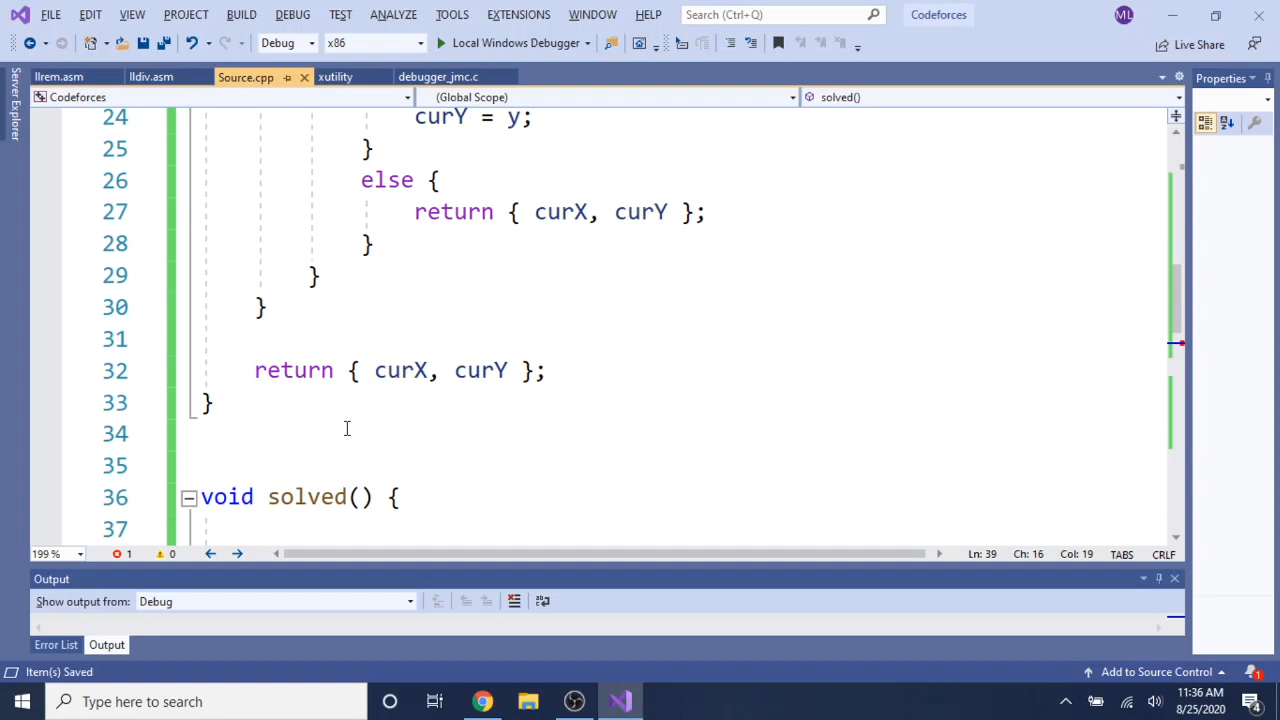 FILE EDIT VIEW PROJECT BUILD DEBUG TEST ANALYZE TOOLS EXTENSIONS WINDOW HELP Search (Ctrl+Q) Codeforces ML
Debug x86 Local Windows Debugger Live Share
Server Explorer
llrem.asm lldiv.asm Source.cpp xutility debugger_jmc.c Properties
Codeforces (Global Scope) solved()
24 curY = y;
25 }
26 else {
27 return { curX, curY };
28 }
29 }
30 }
31
32 return { curX, curY };
33 }
34
35
36 void solved() {
37
199 % 1 0 Ln: 39 Ch: 16 Col: 19 TABS CRLF
Output
Show output from: Debug
Error List Output
Item(s) Saved Add to Source Control 1
Type here to search 11:36 AM
8/25/2020 4